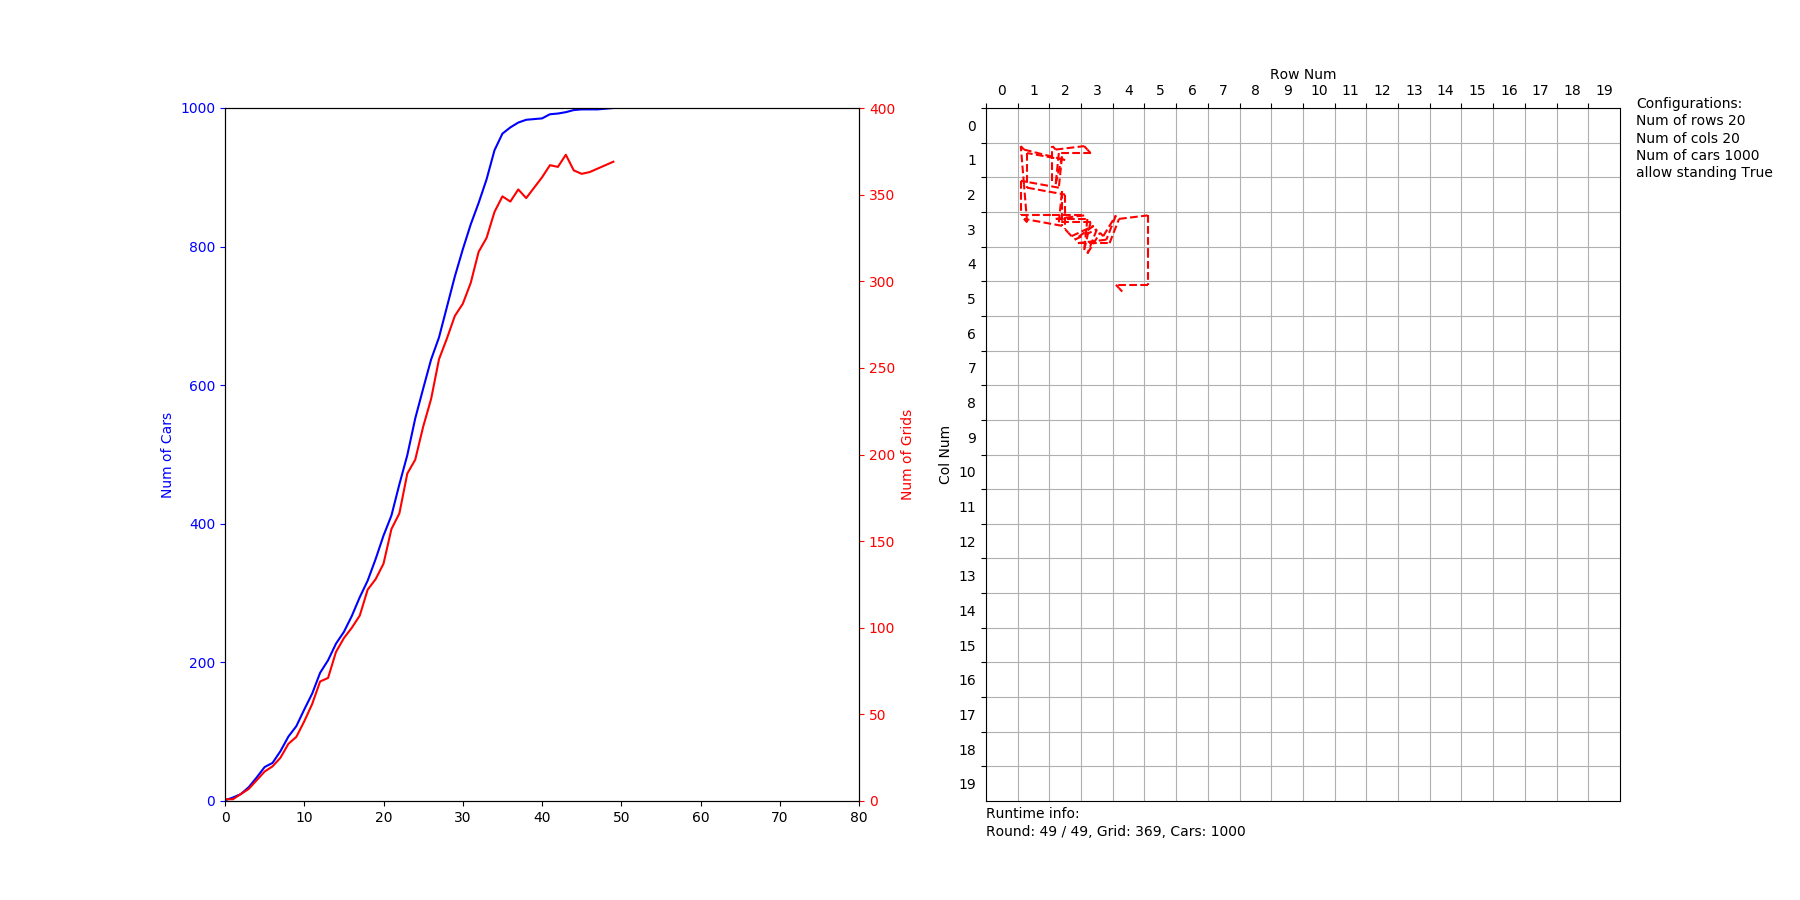 1000
800
600
400
200
0
Num of Cars
0 10 20 30 40 50 60 70 80
400
350
300
250
200
150
100
50
0
Num of Grids
Row Num
0 1 2 3 4 5 6 7 8 9 10 11 12 13 14 15 16 17 18 19
Col Num
0
1
2
3
4
5
6
7
8
9
10
11
12
13
14
15
16
17
18
19
Configurations:
Num of rows 20
Num of cols 20
Num of cars 1000
allow standing True
Runtime info:
Round: 49 / 49, Grid: 369, Cars: 1000